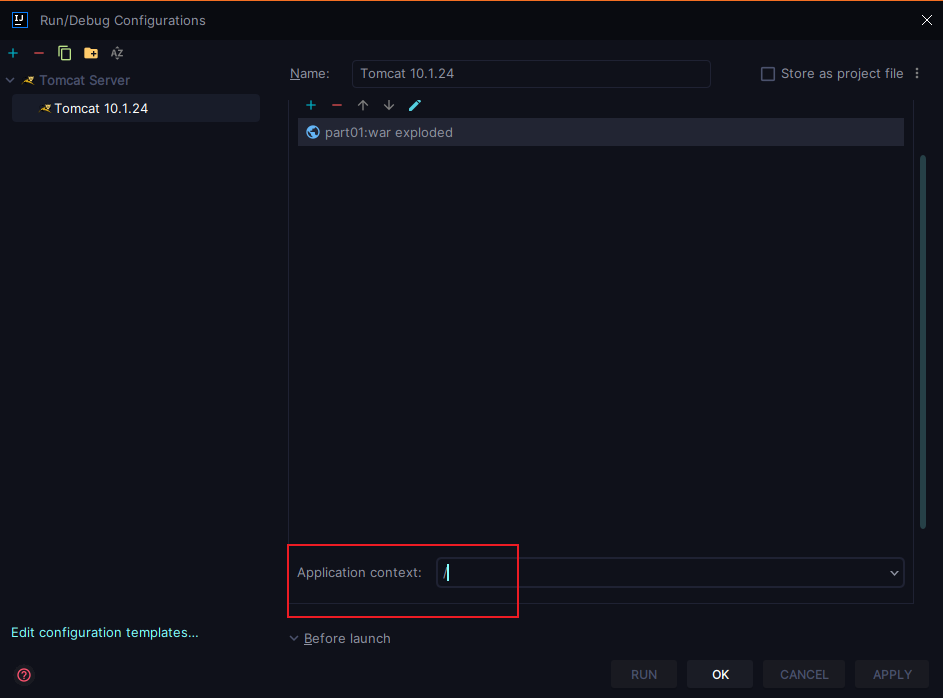 Run/Debug Configurations
Tomcat Server
Tomcat 10.1.24
Name: Tomcat 10.1.24 Store as project file
part01:war exploded
Application context: /
Before launch
Edit configuration templates...
? RUN OK CANCEL APPLY